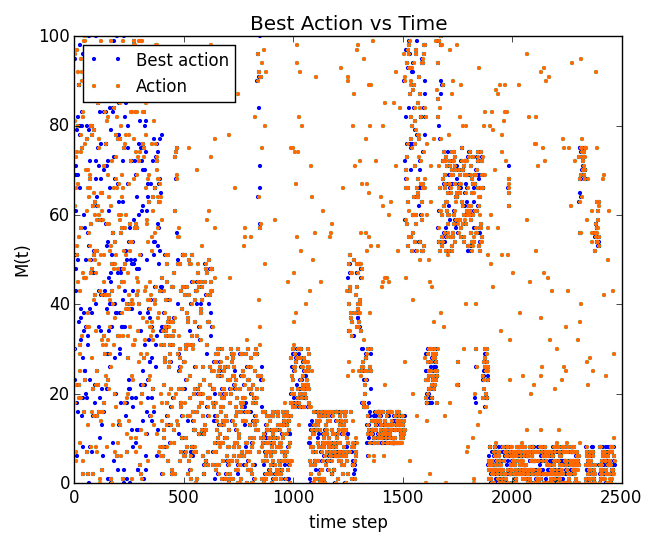 Best Action vs Time
Best action
Action
M(t)
100
80
60
40
20
0
0 500 1000 1500 2000 2500
time step